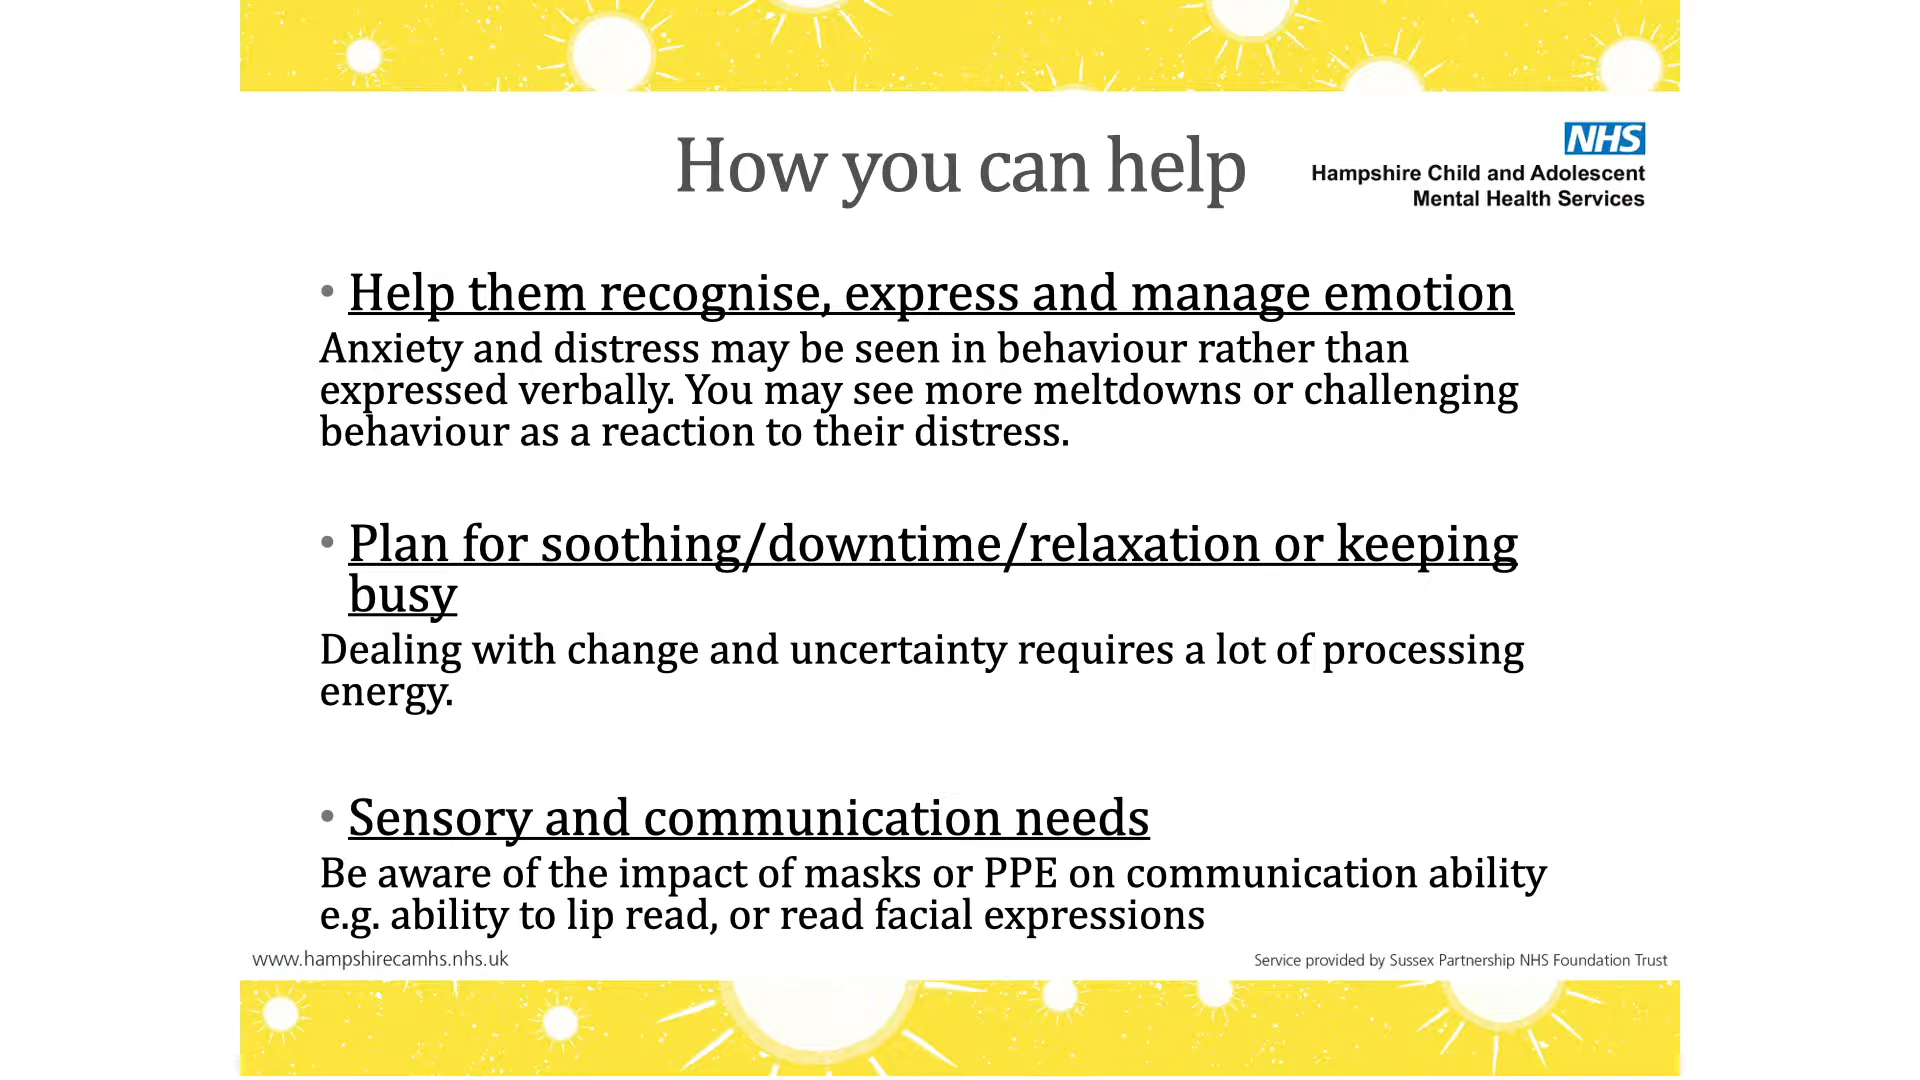 How you can help
NHS
Hampshire Child and Adolescent
Mental Health Services
• Help them recognise, express and manage emotion
Anxiety and distress may be seen in behaviour rather than
expressed verbally. You may see more meltdowns or challenging
behaviour as a reaction to their distress.
• Plan for soothing/downtime/relaxation or keeping
busy
Dealing with change and uncertainty requires a lot of processing
energy.
• Sensory and communication needs
Be aware of the impact of masks or PPE on communication ability
e.g. ability to lip read, or read facial expressions
www.hampshirecamhs.nhs.uk
Service provided by Sussex Partnership NHS Foundation Trust